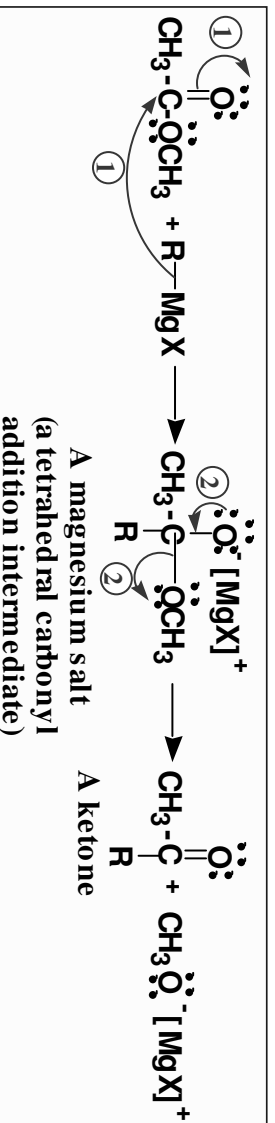 ① ②
O O⁻ [MgX]⁺ O
CH₃-C-OCH₃ + R—MgX CH₃-C—OCH₃ CH₃-C + CH₃O⁻ [MgX]⁺
① R ② R
A magnesium salt
(a tetrahedral carbonyl
addition intermediate)
A ketone